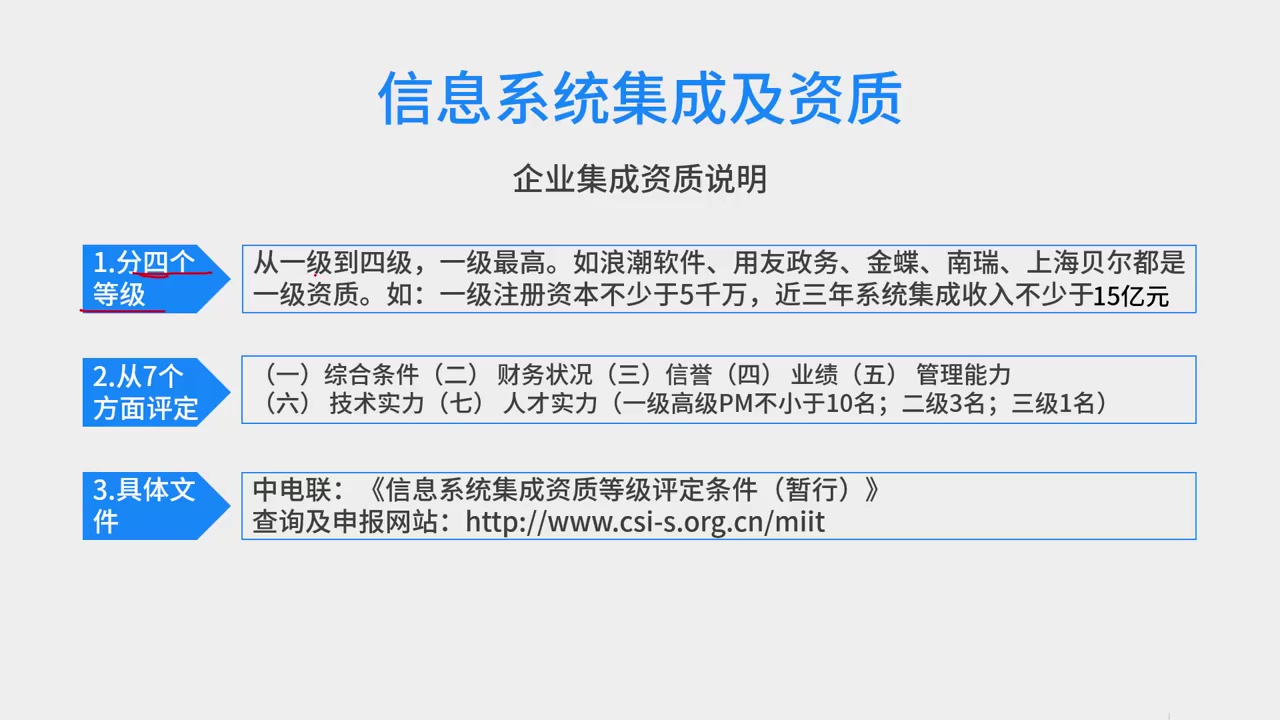 信息系统集成及资质
企业集成资质说明
1.分四个
等级
从一级到四级，一级最高。如浪潮软件、用友政务、金蝶、南瑞、上海贝尔都是
一级资质。如：一级注册资本不少于5千万，近三年系统集成收入不少于15亿元
2.从7个
方面评定
（一）综合条件（二） 财务状况（三）信誉（四） 业绩（五） 管理能力
（六） 技术实力（七） 人才实力（一级高级PM不小于10名；二级3名；三级1名）
3.具体文
件
中电联：《信息系统集成资质等级评定条件（暂行）》
查询及申报网站：http://www.csi-s.org.cn/miit